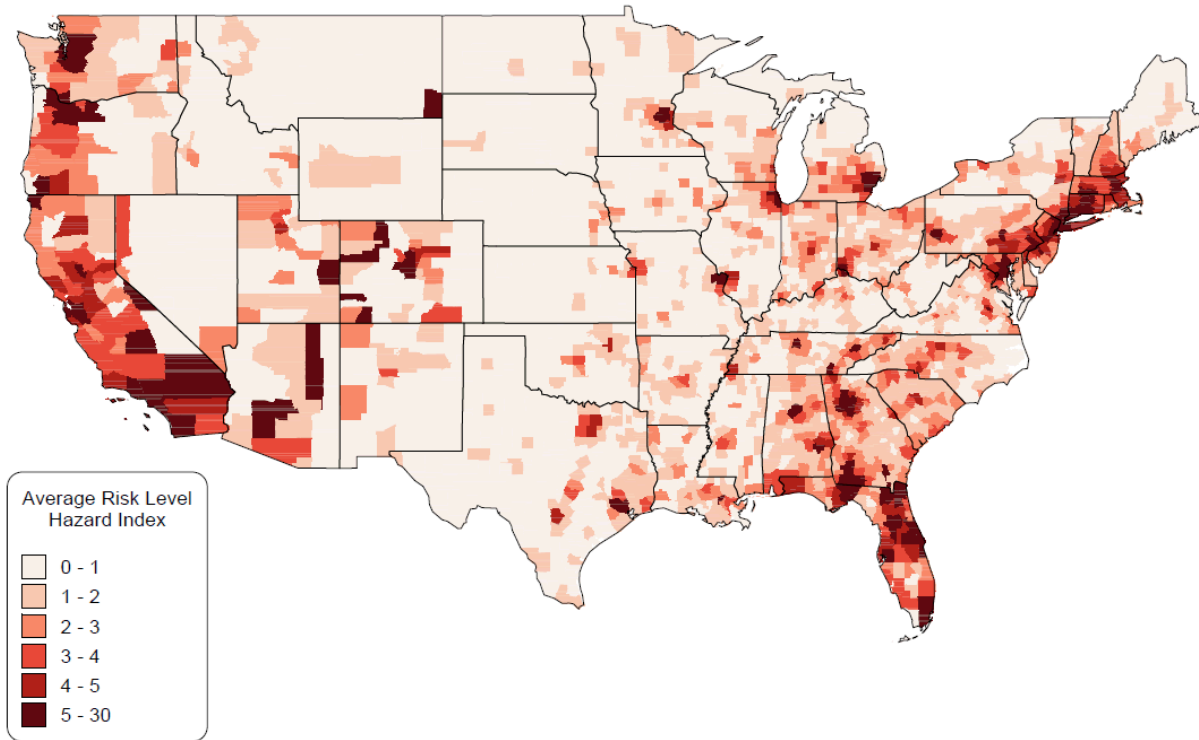 Average Risk Level
Hazard Index
0 - 1
1 - 2
2 - 3
3 - 4
4 - 5
5 - 30